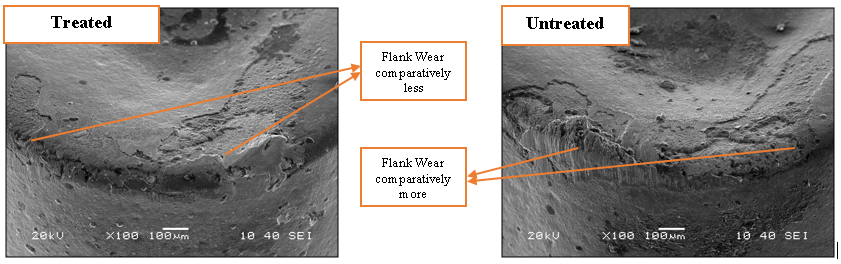 Treated
Untreated
Flank Wear
comparatively
less
Flank Wear
comparatively
more
20kV X100 100µm 10 40 SEI
20kV X100 100µm 10 40 SEI